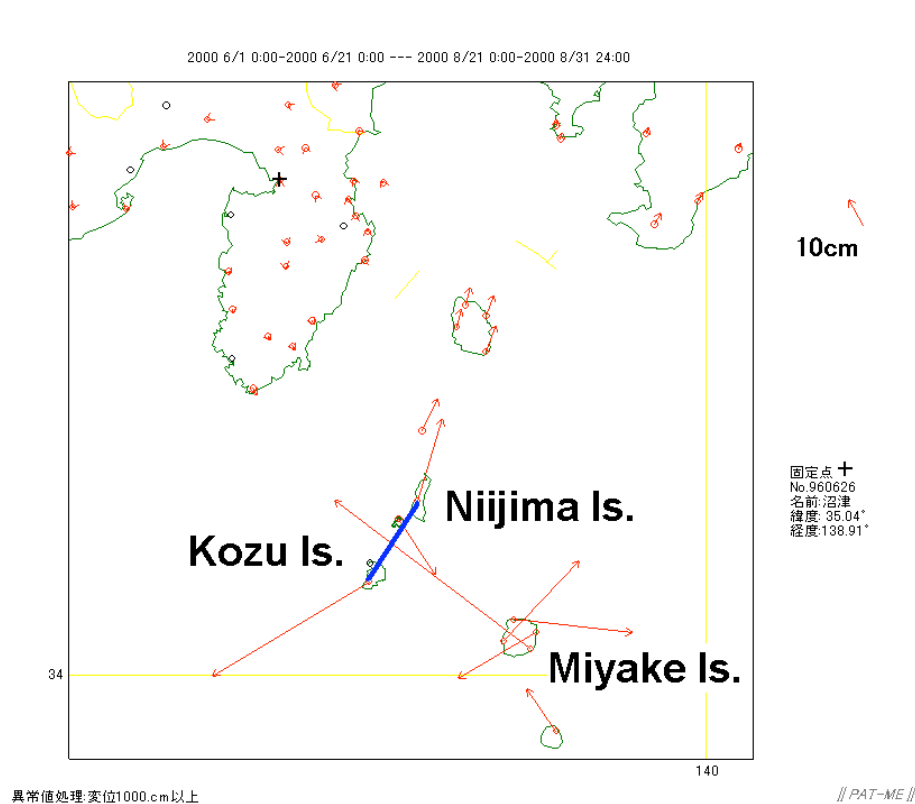 2000 6/1 0:00-2000 6/21 0:00 --- 2000 8/21 0:00-2000 8/31 24:00
10cm
固定点 +
No.960626
名前:沼津
緯度: 35.04°
経度:138.91°
Niijima Is.
Kozu Is.
Miyake Is.
34
140
異常値処理:変位1000.cm以上
// PAT-ME //